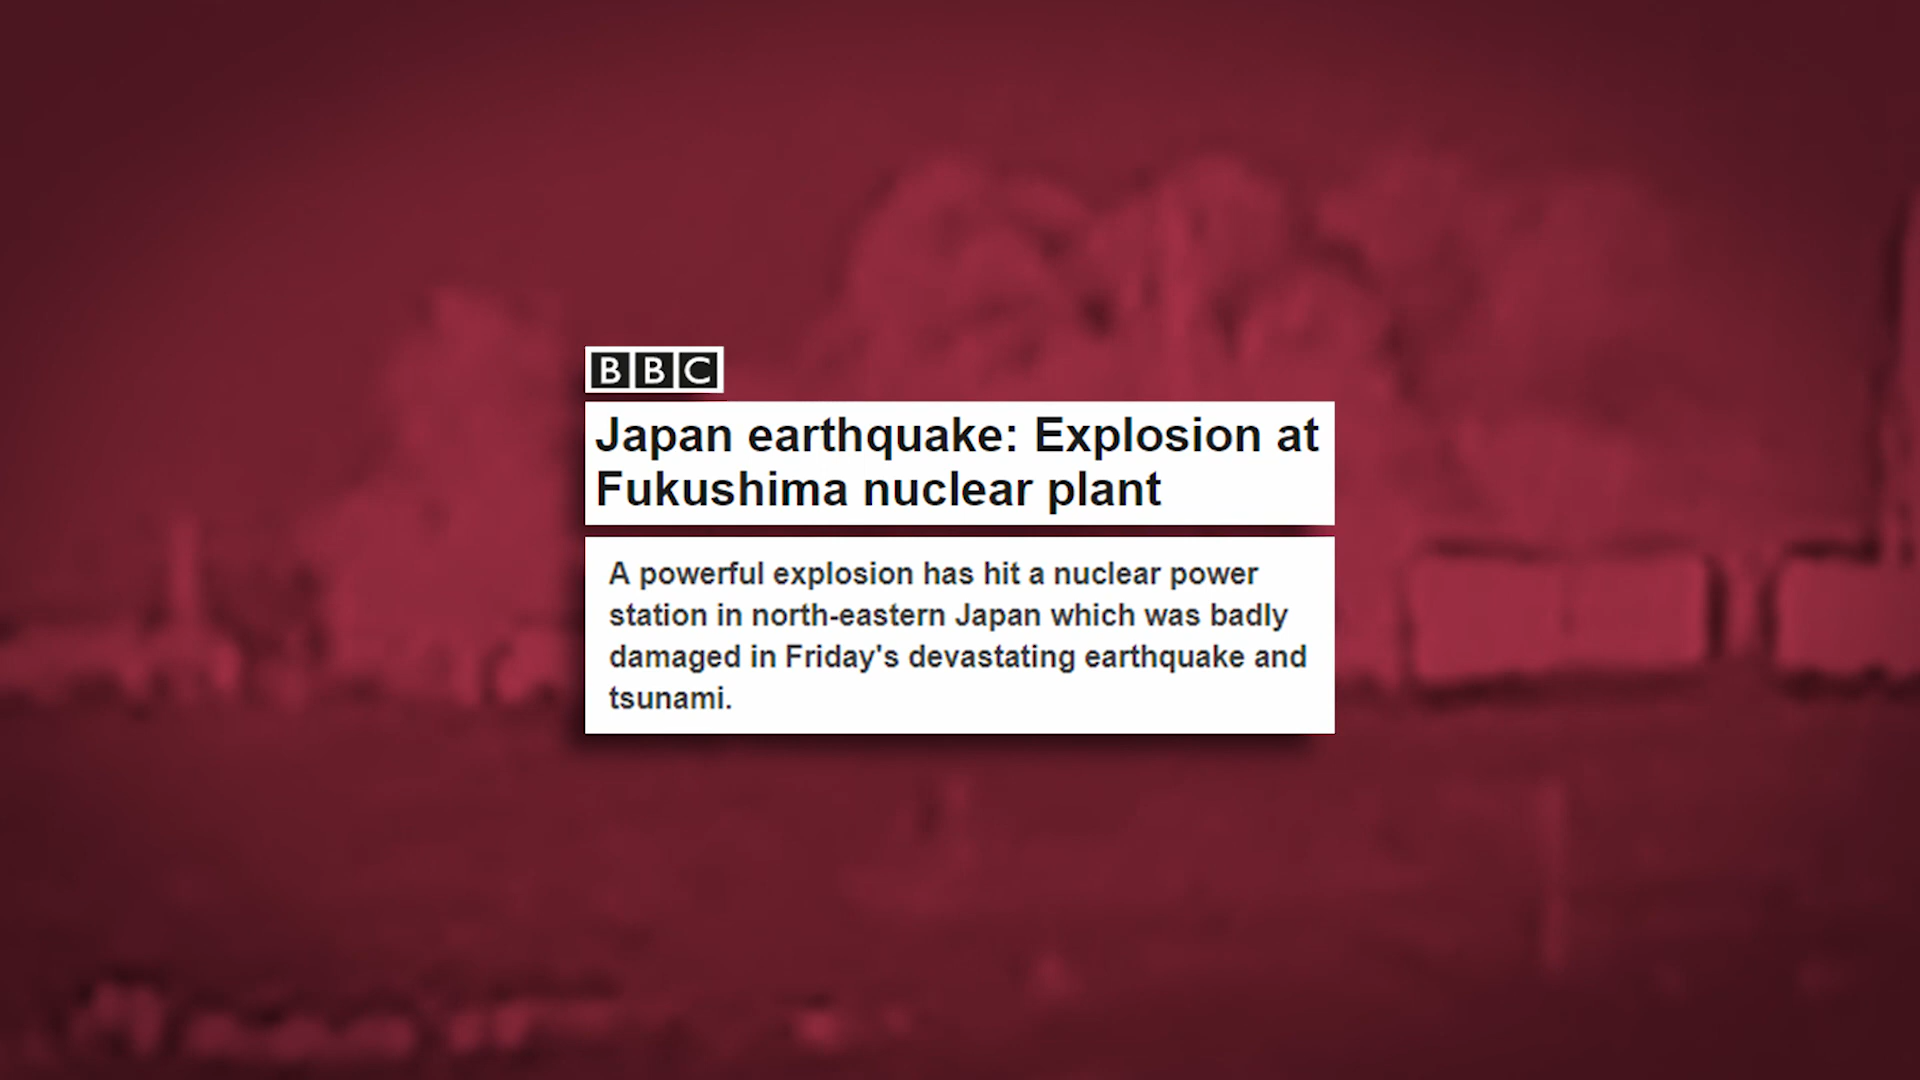 BBC
Japan earthquake: Explosion at
Fukushima nuclear plant
A powerful explosion has hit a nuclear power
station in north-eastern Japan which was badly
damaged in Friday's devastating earthquake and
tsunami.